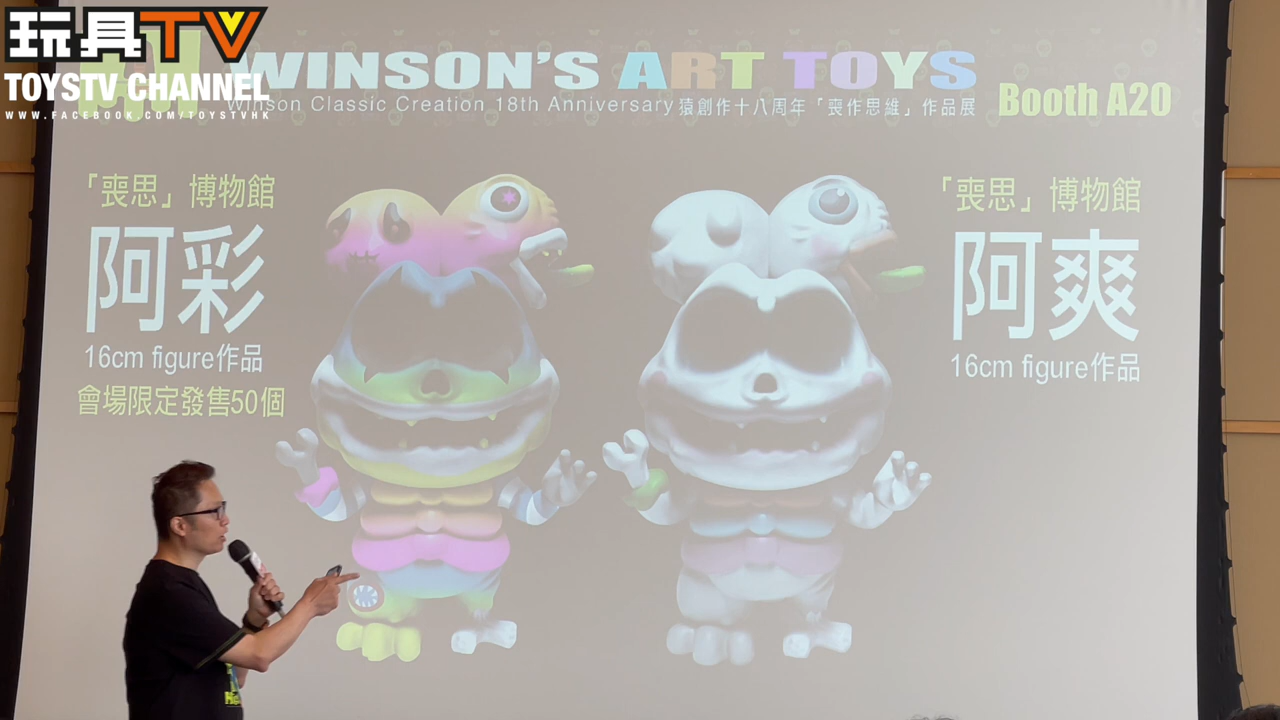 玩具TV
TOYSTV CHANNEL
WWW.FACEBOOK.COM/TOYSTVHK
WINSON'S ART TOYS
Winson Classic Creation 18th Anniversary 猿創作十八周年「喪作思維」作品展
Booth A20
「喪思」博物館
阿彩
16cm figure作品
會場限定發售50個
「喪思」博物館
阿爽
16cm figure作品